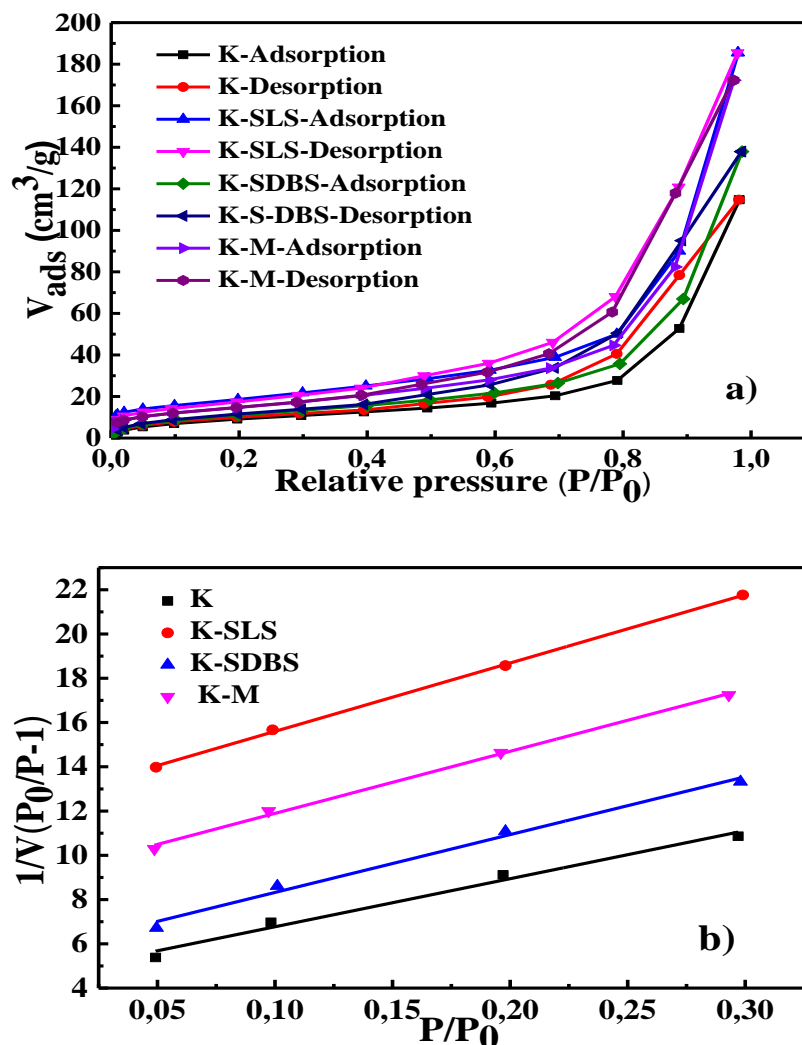 200
180
160
140
120
100
80
60
40
20
0
V_ads (cm³/g)
K-Adsorption
K-Desorption
K-SLS-Adsorption
K-SLS-Desorption
K-SDBS-Adsorption
K-S-DBS-Desorption
K-M-Adsorption
K-M-Desorption
a)
0,0 0,2 0,4 0,6 0,8 1,0
Relative pressure (P/P₀)
22
20
18
16
14
12
10
8
6
4
1/V(P₀/P-1)
K
K-SLS
K-SDBS
K-M
b)
0,05 0,10 0,15 0,20 0,25 0,30
P/P₀